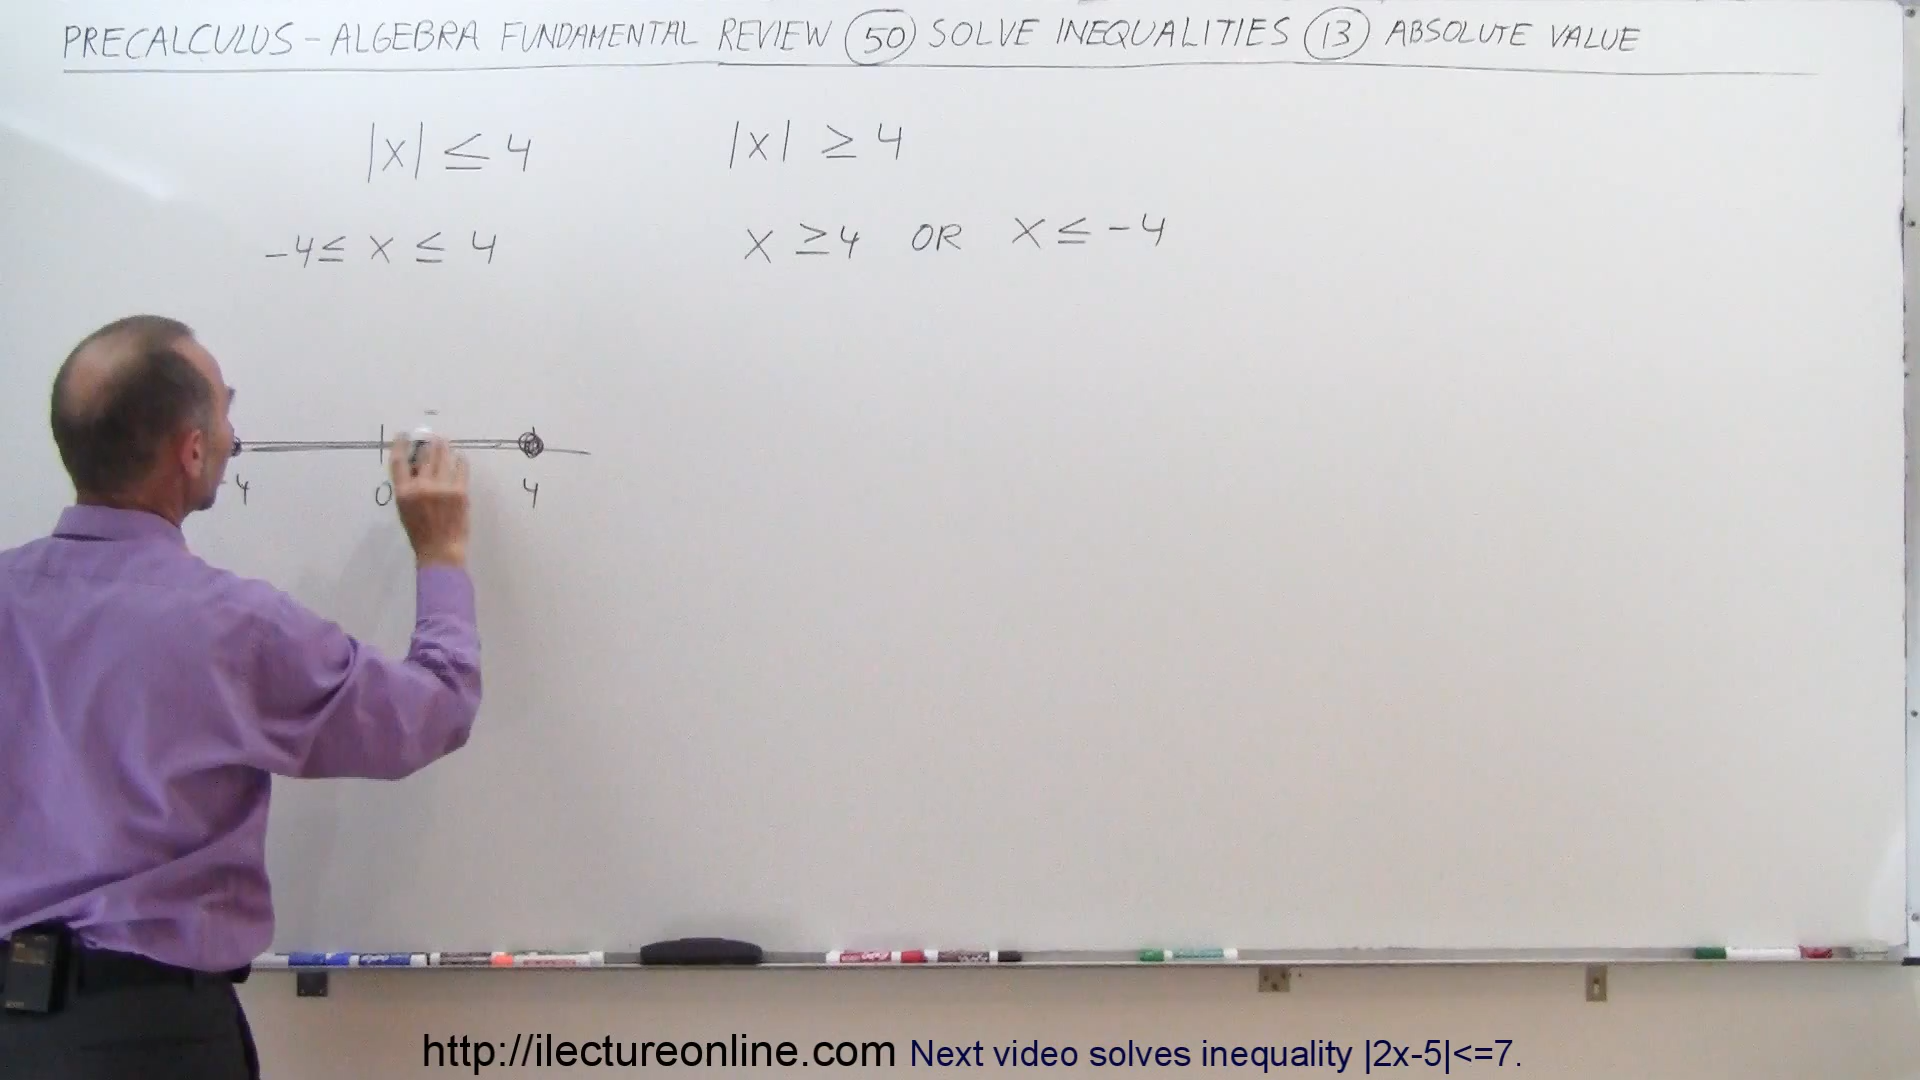 PRECALCULUS - ALGEBRA FUNDAMENTAL REVIEW 50 SOLVE INEQUALITIES 13 ABSOLUTE VALUE
|x| ≤ 4 |x| ≥ 4
-4 ≤ x ≤ 4 x ≥ 4 OR x ≤ -4
-4 0 4
http://ilectureonline.com Next video solves inequality |2x-5|<=7.